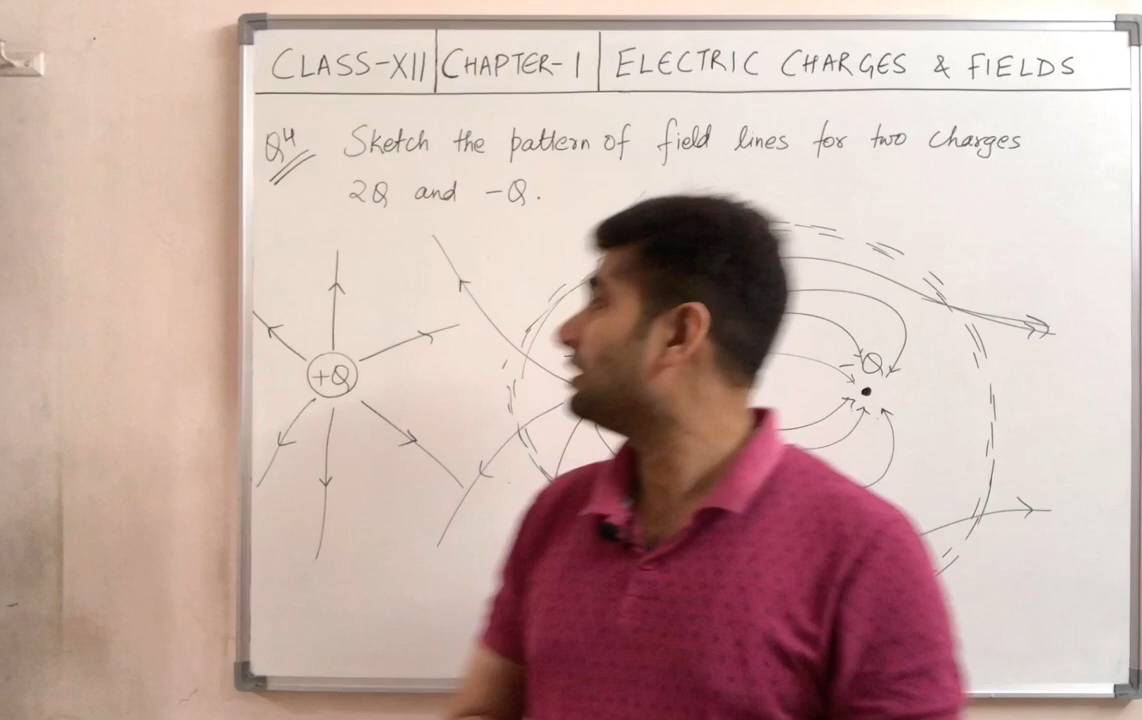 CLASS-XII CHAPTER-1 ELECTRIC CHARGES & FIELDS
Q4 Sketch the pattern of field lines for two charges
2Q and -Q.
+Q
-Q